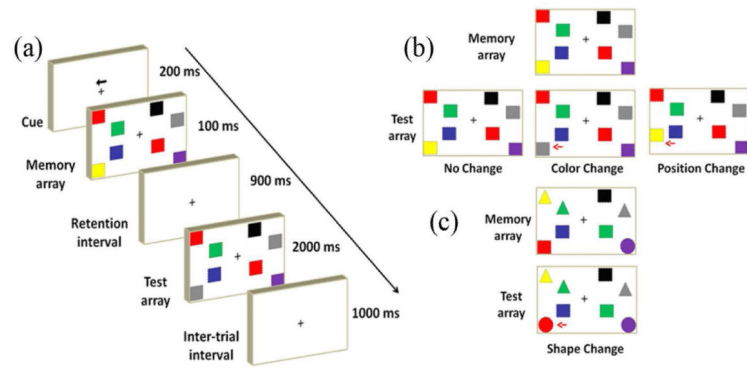 (a)
200 ms
Cue
100 ms
Memory
array
900 ms
Retention
interval
2000 ms
Test
array
1000 ms
Inter-trial
interval
(b)
Memory
array
Test
array
No Change
Color Change
Position Change
(c)
Memory
array
Test
array
Shape Change